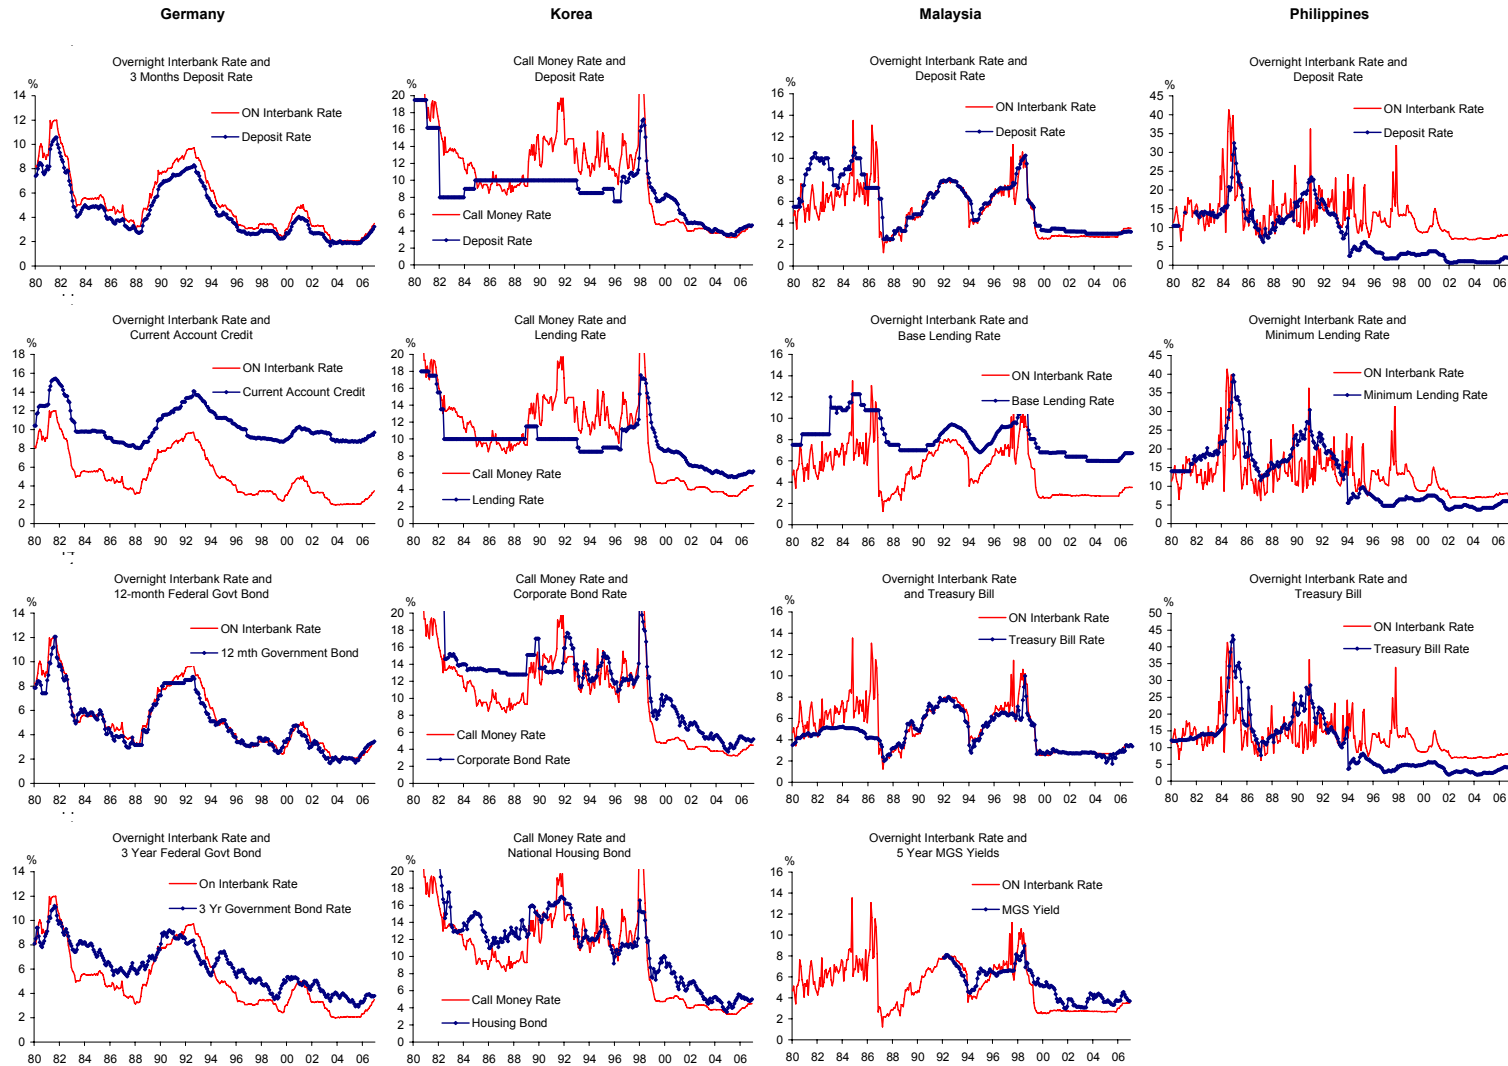 Germany
Korea
Malaysia
Philippines
Overnight Interbank Rate and
3 Months Deposit Rate
%
14
12
10
8
6
4
2
0
ON Interbank Rate
Deposit Rate
80 82 84 86 88 90 92 94 96 98 00 02 04 06
Call Money Rate and
Deposit Rate
%
20
18
16
14
12
10
8
6
4
2
0
Call Money Rate
Deposit Rate
80 82 84 86 88 90 92 94 96 98 00 02 04 06
Overnight Interbank Rate and
Deposit Rate
%
16
14
12
10
8
6
4
2
0
ON Interbank Rate
Deposit Rate
80 82 84 86 88 90 92 94 96 98 00 02 04 06
Overnight Interbank Rate and
Deposit Rate
%
45
40
35
30
25
20
15
10
5
0
ON Interbank Rate
Deposit Rate
80 82 84 86 88 90 92 94 96 98 00 02 04 06
Overnight Interbank Rate and
Current Account Credit
%
18
16
14
12
10
8
6
4
2
0
ON Interbank Rate
Current Account Credit
80 82 84 86 88 90 92 94 96 98 00 02 04 06
Call Money Rate and
Lending Rate
%
20
18
16
14
12
10
8
6
4
2
0
Call Money Rate
Lending Rate
80 82 84 86 88 90 92 94 96 98 00 02 04 06
Overnight Interbank Rate and
Base Lending Rate
%
16
14
12
10
8
6
4
2
0
ON Interbank Rate
Base Lending Rate
80 82 84 86 88 90 92 94 96 98 00 02 04 06
Overnight Interbank Rate and
Minimum Lending Rate
%
45
40
35
30
25
20
15
10
5
0
ON Interbank Rate
Minimum Lending Rate
80 82 84 86 88 90 92 94 96 98 00 02 04 06
Overnight Interbank Rate and
12-month Federal Govt Bond
%
14
12
10
8
6
4
2
0
ON Interbank Rate
12 mth Government Bond
80 82 84 86 88 90 92 94 96 98 00 02 04 06
Call Money Rate and
Corporate Bond Rate
%
20
18
16
14
12
10
8
6
4
2
0
Call Money Rate
Corporate Bond Rate
80 82 84 86 88 90 92 94 96 98 00 02 04 06
Overnight Interbank Rate
and Treasury Bill
%
16
14
12
10
8
6
4
2
0
ON Interbank Rate
Treasury Bill Rate
80 82 84 86 88 90 92 94 96 98 00 02 04 06
Overnight Interbank Rate and
Treasury Bill
%
50
45
40
35
30
25
20
15
10
5
0
ON Interbank Rate
Treasury Bill Rate
80 82 84 86 88 90 92 94 96 98 00 02 04 06
Overnight Interbank Rate and
3 Year Federal Govt Bond
%
14
12
10
8
6
4
2
0
On Interbank Rate
3 Yr Government Bond Rate
80 82 84 86 88 90 92 94 96 98 00 02 04 06
Call Money Rate and
National Housing Bond
%
20
18
16
14
12
10
8
6
4
2
0
Call Money Rate
Housing Bond
80 82 84 86 88 90 92 94 96 98 00 02 04 06
Overnight Interbank Rate and
5 Year MGS Yields
%
16
14
12
10
8
6
4
2
0
ON Interbank Rate
MGS Yield
80 82 84 86 88 90 92 94 96 98 00 02 04 06